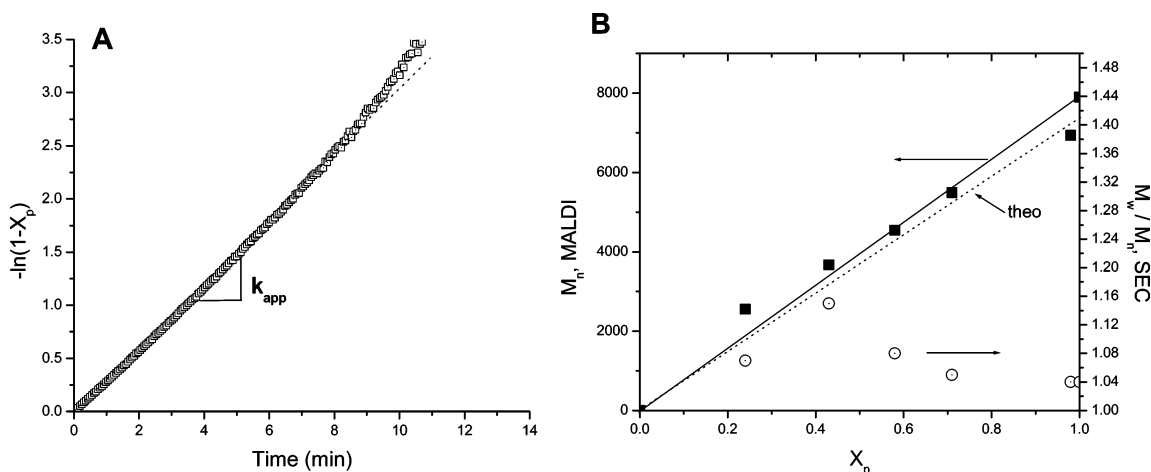 A
3.5
3.0
2.5
2.0
1.5
1.0
0.5
0.0
-ln(1-Xp)
kapp
0 2 4 6 8 10 12 14
Time (min)
B
8000
6000
4000
2000
0
Mn, MALDI
theo
1.48
1.44
1.40
1.36
1.32
1.28
1.24
1.20
1.16
1.12
1.08
1.04
1.00
Mw / Mn, SEC
0.0 0.2 0.4 0.6 0.8 1.0
Xp